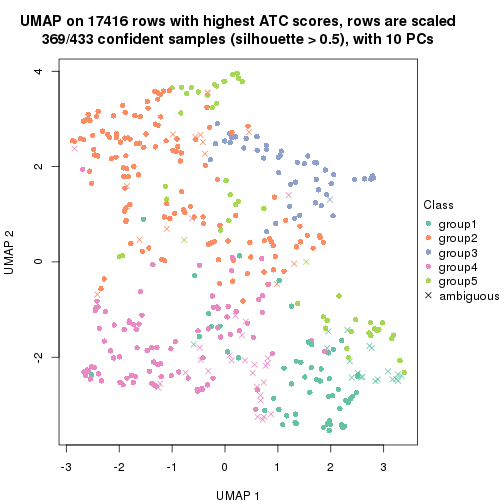 UMAP on 17416 rows with highest ATC scores, rows are scaled
369/433 confident samples (silhouette > 0.5), with 10 PCs
4
2
0
-2
UMAP 2
-3
-2
-1
0
1
2
3
UMAP 1
Class
group1
group2
group3
group4
group5
ambiguous